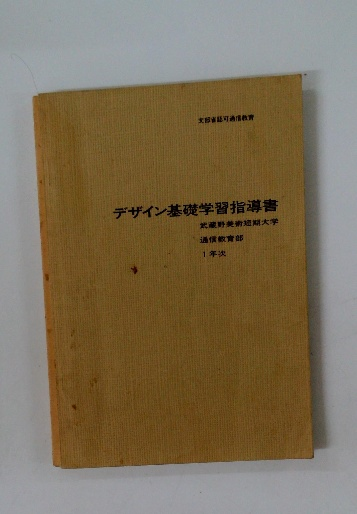 文部省認可通信教育
デザイン基礎学習指導書
武蔵野美術短期大学
通信教育部
1年次